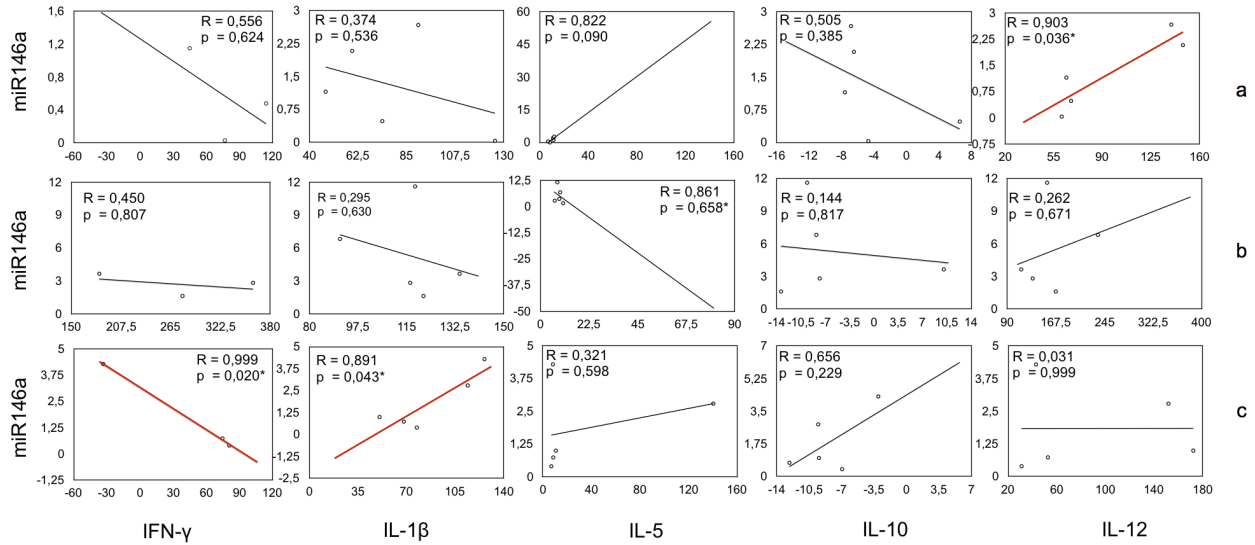 miR146a
1,6
1,2
0,8
0,4
0
-60 -30 0 30 60 90 120
R = 0,556
p = 0,624
3
2,25
1,5
0,75
0
40 62,5 85 107,5 130
R = 0,374
p = 0,536
60
45
30
15
0
0 40 80 120 160
R = 0,822
p = 0,090
3
2,25
1,5
0,75
0
-16 -10 -4 0 4 8
R = 0,505
p = 0,385
3
2,25
1,5
0,75
0
-0,75
20 55 90 125 160
R = 0,903
p = 0,036*
a
miR146a
12
9
6
3
0
150 207,5 265 322,5 380
R = 0,450
p = 0,807
12
9
6
3
0
80 97,5 115 132,5 150
R = 0,295
p = 0,630
12,5
0
-12,5
-25
-37,5
-50
0 22,5 45 67,5 90
R = 0,861
p = 0,658*
12
9
6
3
0
-14 -10,5 -7 -3,5 0 3,5 7 10,5 14
R = 0,144
p = 0,817
12
9
6
3
0
90 167,5 245 322,5 400
R = 0,262
p = 0,671
b
miR146a
5
3,75
2,5
1,25
0
-1,25
-60 -30 0 30 60 90 120
R = 0,999
p = 0,020*
5
3,75
2,5
1,25
0
-1,25
-2,5
0 35 70 105 140
R = 0,891
p = 0,043*
5
3,75
2,5
1,25
0
0 40 80 120 160
R = 0,321
p = 0,598
7
5,25
3,5
1,75
0
-14 -10,5 -7 -3,5 0 3,5 7
R = 0,656
p = 0,229
5
3,75
2,5
1,25
0
20 60 100 140 180
R = 0,031
p = 0,999
c
IFN-γ IL-1β IL-5 IL-10 IL-12